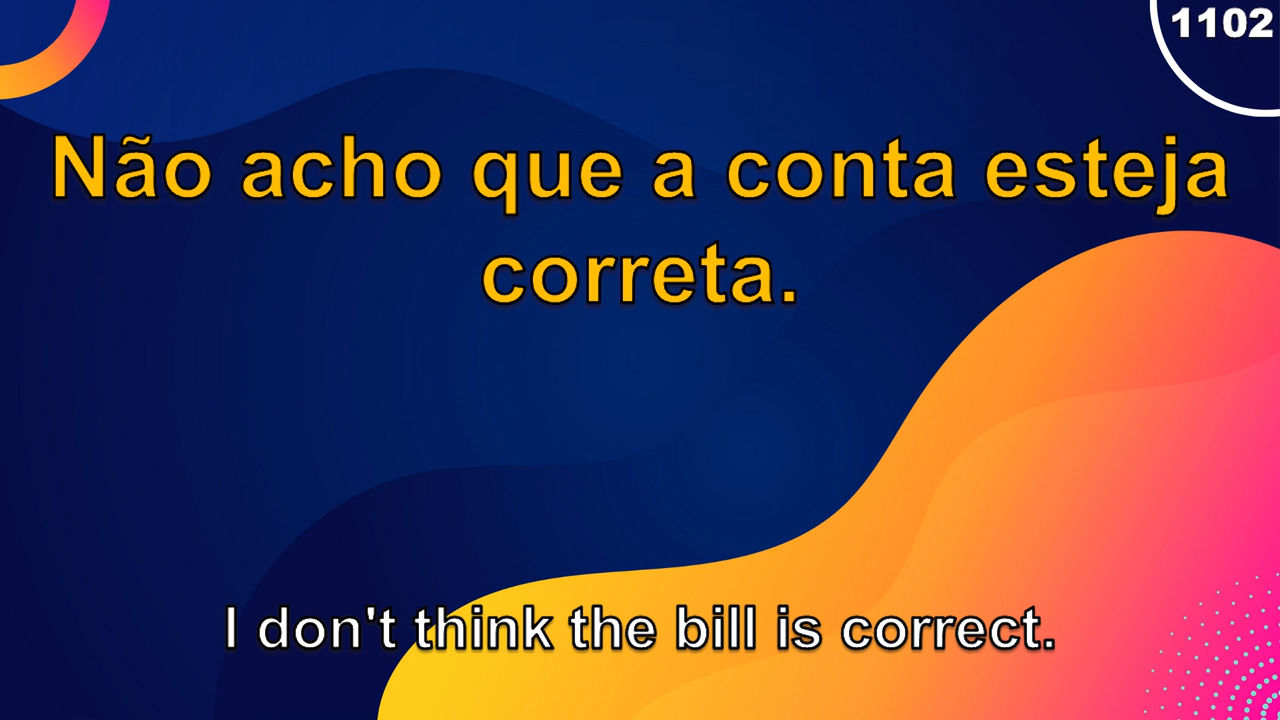 1102
Não acho que a conta esteja
correta.
I don't think the bill is correct.